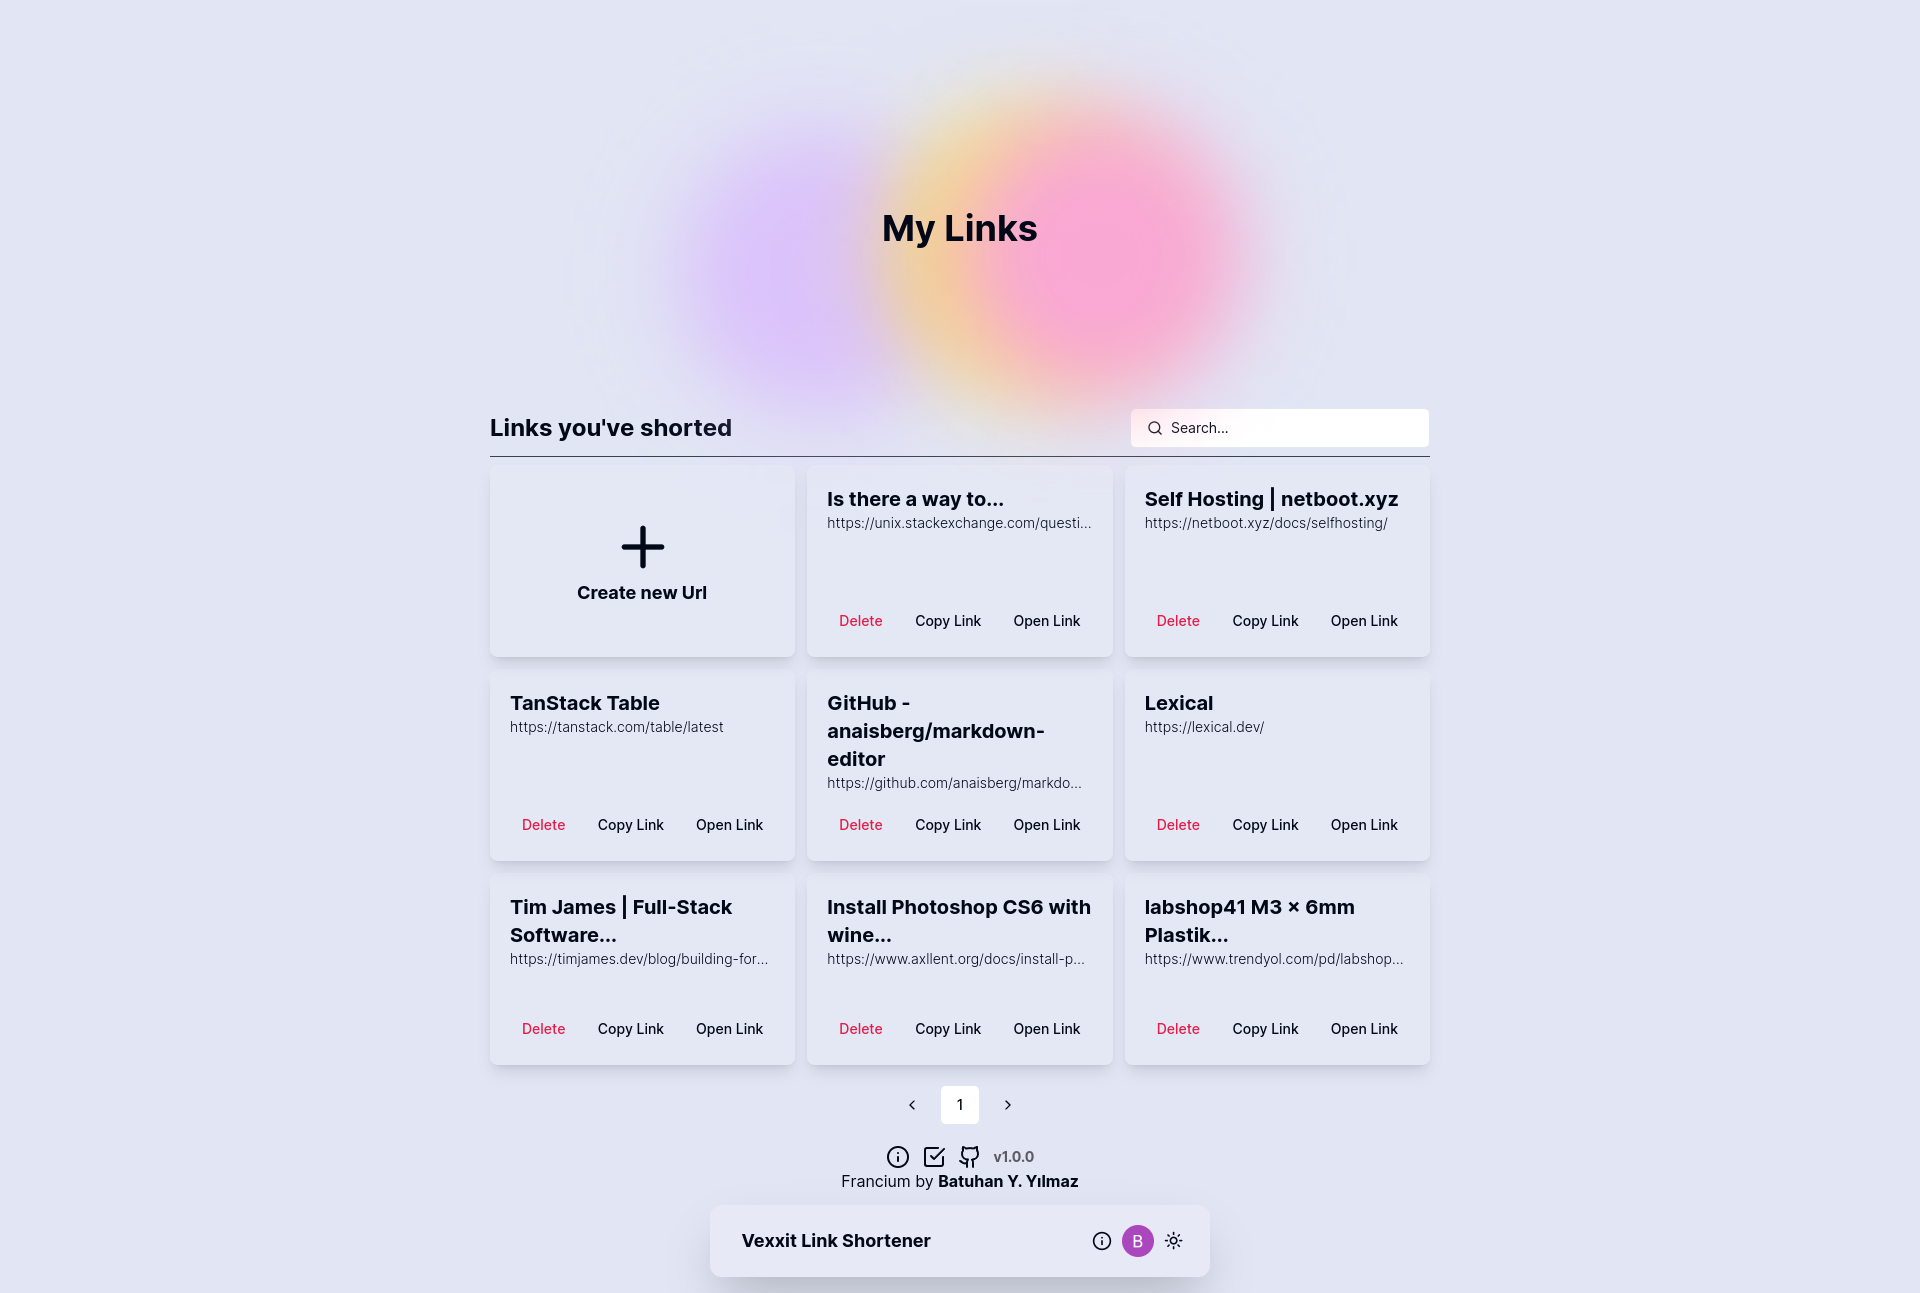 My Links
Links you've shorted
Search...
Create new Url
Is there a way to...
https://unix.stackexchange.com/questi...
Delete Copy Link Open Link
Self Hosting | netboot.xyz
https://netboot.xyz/docs/selfhosting/
Delete Copy Link Open Link
TanStack Table
https://tanstack.com/table/latest
Delete Copy Link Open Link
GitHub -
anaisberg/markdown-
editor
https://github.com/anaisberg/markdo...
Delete Copy Link Open Link
Lexical
https://lexical.dev/
Delete Copy Link Open Link
Tim James | Full-Stack
Software...
https://timjames.dev/blog/building-for...
Delete Copy Link Open Link
Install Photoshop CS6 with
wine...
https://www.axllent.org/docs/install-p...
Delete Copy Link Open Link
labshop41 M3 × 6mm
Plastik...
https://www.trendyol.com/pd/labshop...
Delete Copy Link Open Link
1
v1.0.0
Francium by Batuhan Y. Yılmaz
Vexxit Link Shortener
B